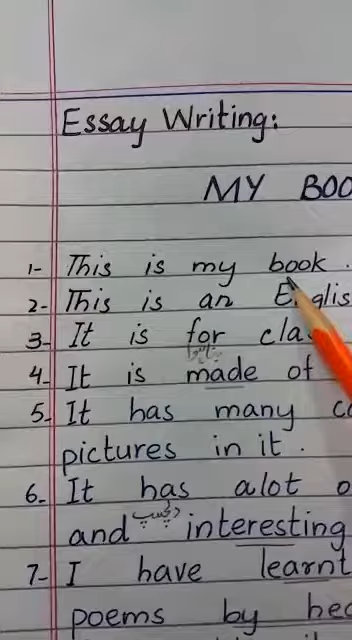 Essay Writing:
MY BOO
1- This is my book.
2- This is an Englis
3- It is for cla
4- It is made of
5- It has many co
pictures in it.
6- It has alot o
دلچسپ
and interesting
7- I have learnt
poems by hea